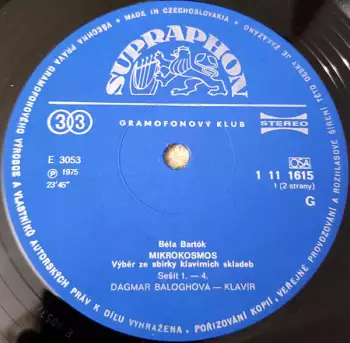 MADE IN CZECHOSLOVAKIA • VŠECHNA PRÁVA GRAMOFONOVÉHO VÝROBCE A VLASTNÍKŮ AUTORSKÝCH PRÁV K DÍLU VYHRAŽENA. POŘIZOVÁNÍ KOPIÍ, VEŘEJNÉ PROVOZOVÁNÍ A ROZHLASOVÉ ŠÍŘENÍ TÉTO DESKY JE ZAKÁZÁNO
SUPRAPHON
GRAMOFONOVÝ KLUB
33
STEREO
E 3053
℗ 1975
23'45"
OSA
1 11 1615
1 (2 strany)
G
Béla Bartók
MIKROKOSMOS
Výběr ze sbírky klavírních skladeb
Sešit 1. — 4.
DAGMAR BALOGHOVÁ — KLAVÍR